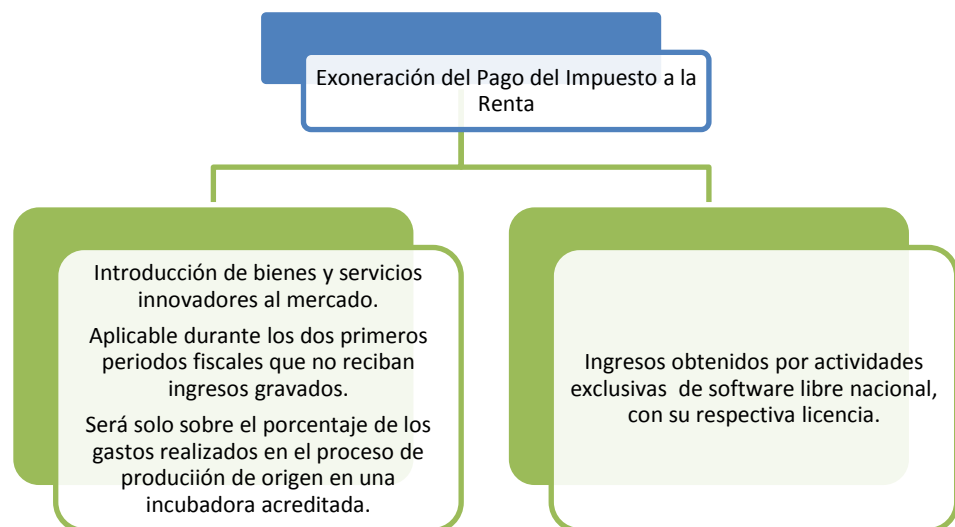 Exoneración del Pago del Impuesto a la
Renta
Introducción de bienes y servicios
innovadores al mercado.
Aplicable durante los dos primeros
periodos fiscales que no reciban
ingresos gravados.
Será solo sobre el porcentaje de los
gastos realizados en el proceso de
produciión de origen en una
incubadora acreditada.
Ingresos obtenidos por actividades
exclusivas de software libre nacional,
con su respectiva licencia.